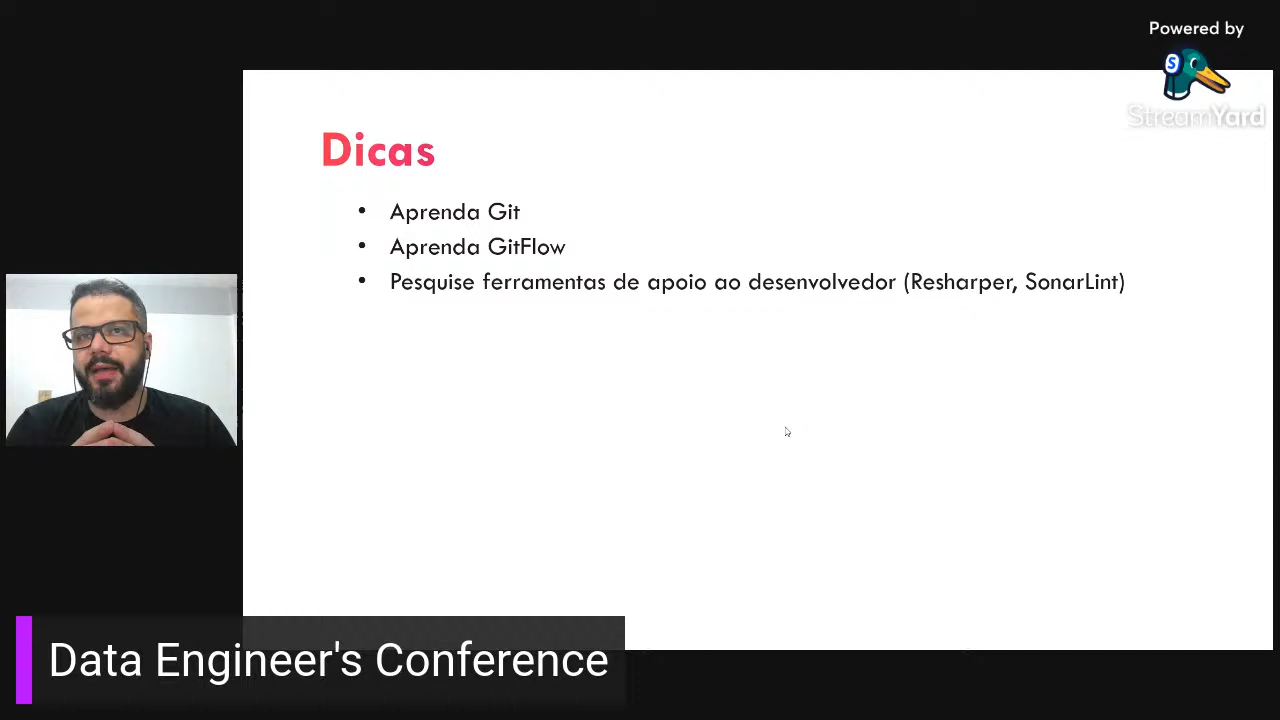 Powered by
S
StreamYard
Dicas
• Aprenda Git
• Aprenda GitFlow
• Pesquise ferramentas de apoio ao desenvolvedor (Resharper, SonarLint)
Data Engineer's Conference